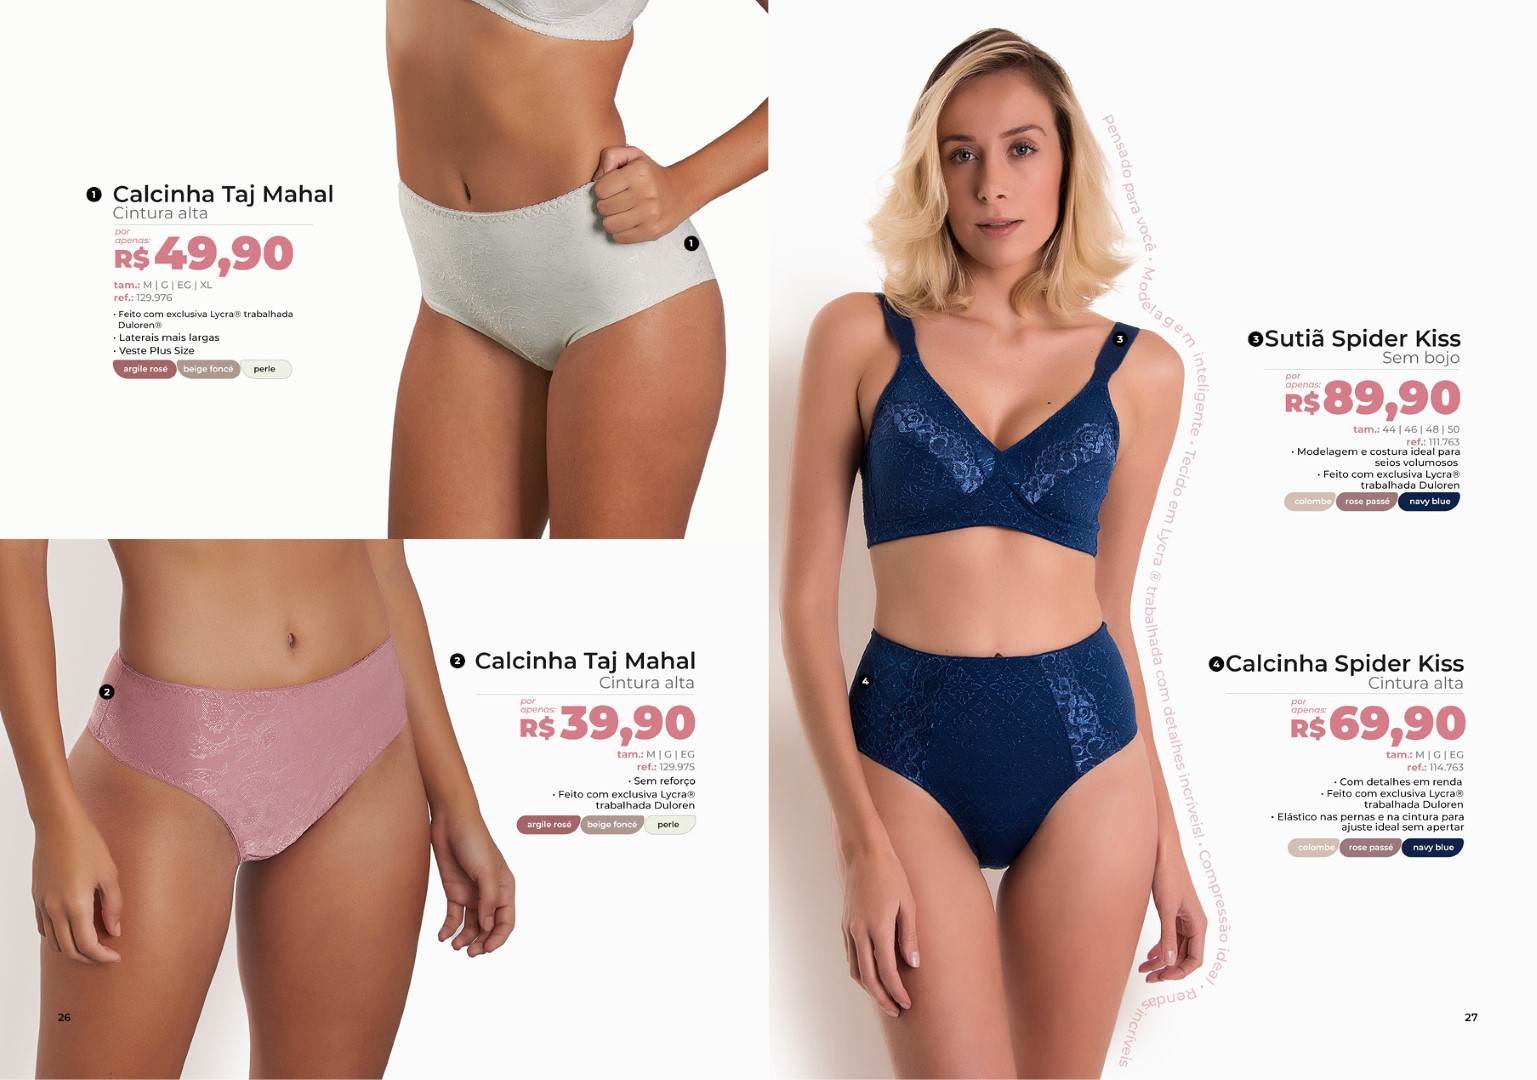 1 Calcinha Taj Mahal
Cintura alta
por
apenas:
R$ 49,90
tam.: M | G | EG | XL
ref.: 129.976
• Feito com exclusiva Lycra® trabalhada
Duloren®
• Laterais mais largas
• Veste Plus Size
argile rosé beige foncé perle
1
2
2 Calcinha Taj Mahal
Cintura alta
por
apenas:
R$ 39,90
tam.: M | G | EG
ref.: 129.975
• Sem reforço
• Feito com exclusiva Lycra®
trabalhada Duloren
argile rosé beige foncé perle
26
Pensado para você • Modelagem inteligente • Tecido em Lycra ® trabalhada com detalhes incríveis! • Compressão ideal • Rendas incríveis
3
3 Sutiã Spider Kiss
Sem bojo
por
apenas:
R$ 89,90
tam.: 44 | 46 | 48 | 50
ref.: 111.763
• Modelagem e costura ideal para
seios volumosos
• Feito com exclusiva Lycra®
trabalhada Duloren
colombe rose passé navy blue
4
4 Calcinha Spider Kiss
Cintura alta
por
apenas:
R$ 69,90
tam.: M | G | EG
ref.: 114.763
• Com detalhes em renda
• Feito com exclusiva Lycra®
trabalhada Duloren
• Elástico nas pernas e na cintura para
ajuste ideal sem apertar
colombe rose passé navy blue
27